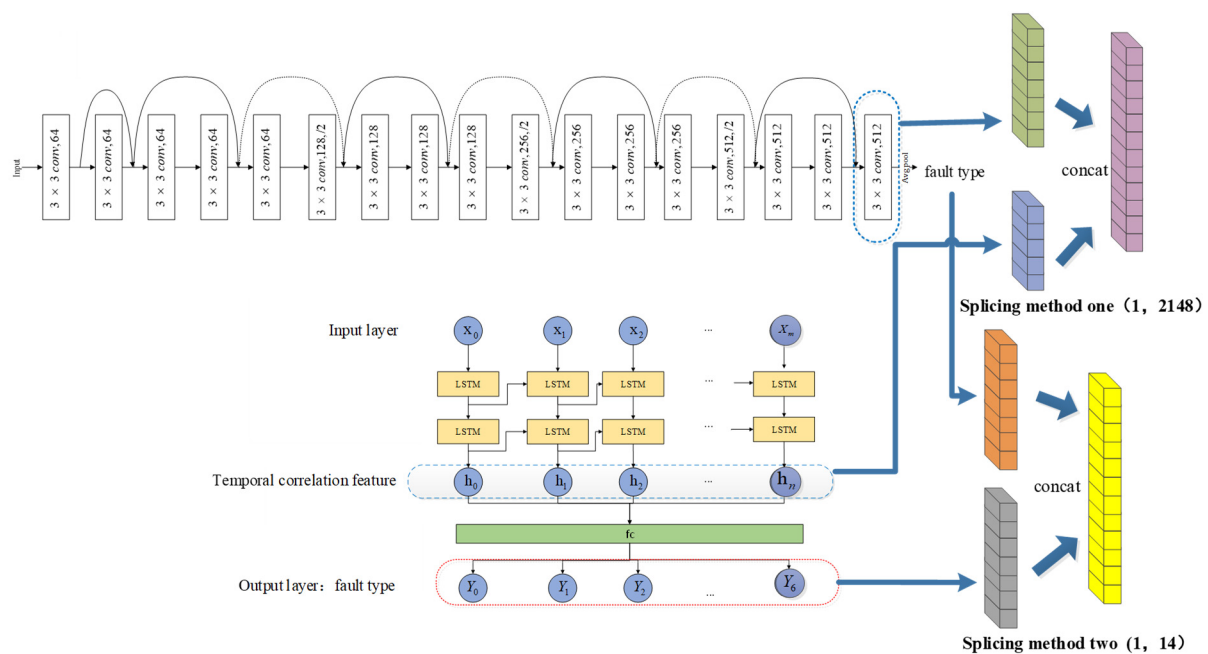 Input
3 × 3 conv,64
3 × 3 conv,64
3 × 3 conv,64
3 × 3 conv,64
3 × 3 conv,64
3 × 3 conv,128,/2
3 × 3 conv,128
3 × 3 conv,128
3 × 3 conv,128
3 × 3 conv,256,/2
3 × 3 conv,256
3 × 3 conv,256
3 × 3 conv,256
3 × 3 conv,512,/2
3 × 3 conv,512
3 × 3 conv,512
3 × 3 conv,512
Avgpool
fault type
concat
Splicing method one（1，2148）
Input layer
x0
x1
x2
...
Xm
LSTM
LSTM
LSTM
...
LSTM
LSTM
LSTM
LSTM
...
LSTM
Temporal correlation feature
h0
h1
h2
...
hn
fc
Output layer：fault type
Y0
Y1
Y2
...
Y6
concat
Splicing method two (1，14）